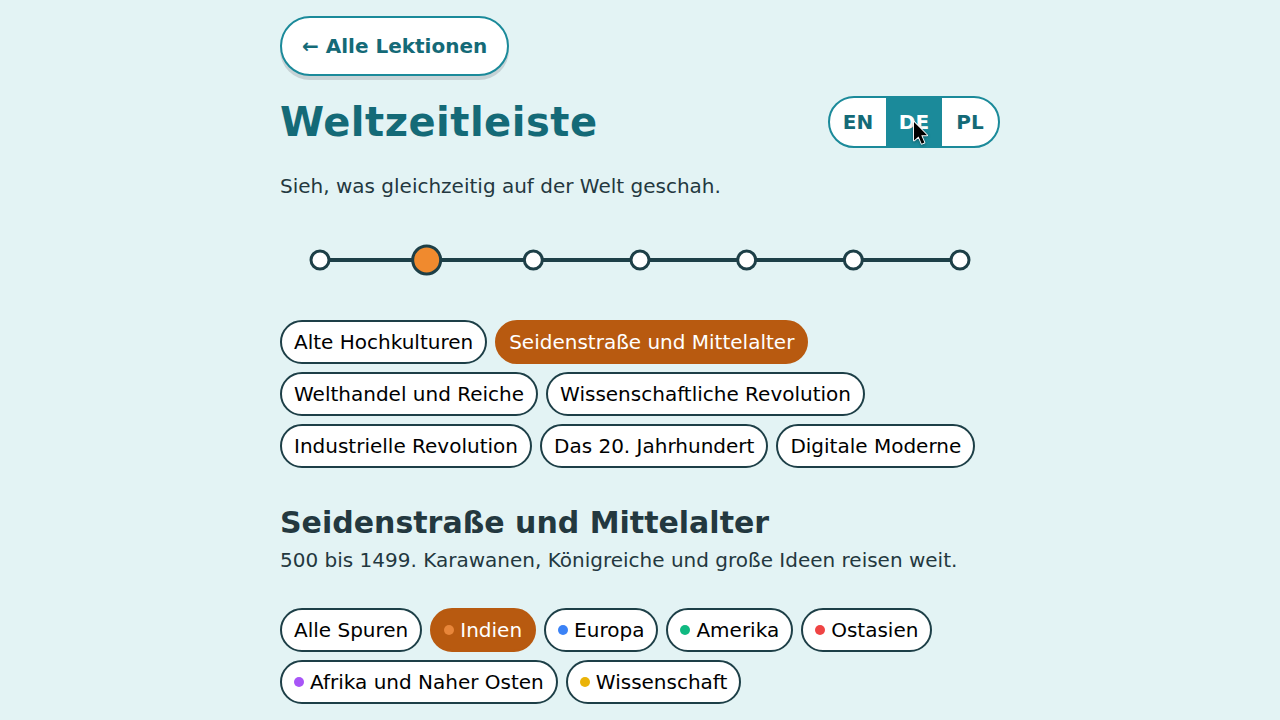 ← Alle Lektionen
Weltzeitleiste
EN DE PL
Sieh, was gleichzeitig auf der Welt geschah.
Alte Hochkulturen Seidenstraße und Mittelalter
Welthandel und Reiche Wissenschaftliche Revolution
Industrielle Revolution Das 20. Jahrhundert Digitale Moderne
Seidenstraße und Mittelalter
500 bis 1499. Karawanen, Königreiche und große Ideen reisen weit.
Alle Spuren Indien Europa Amerika Ostasien
Afrika und Naher Osten Wissenschaft